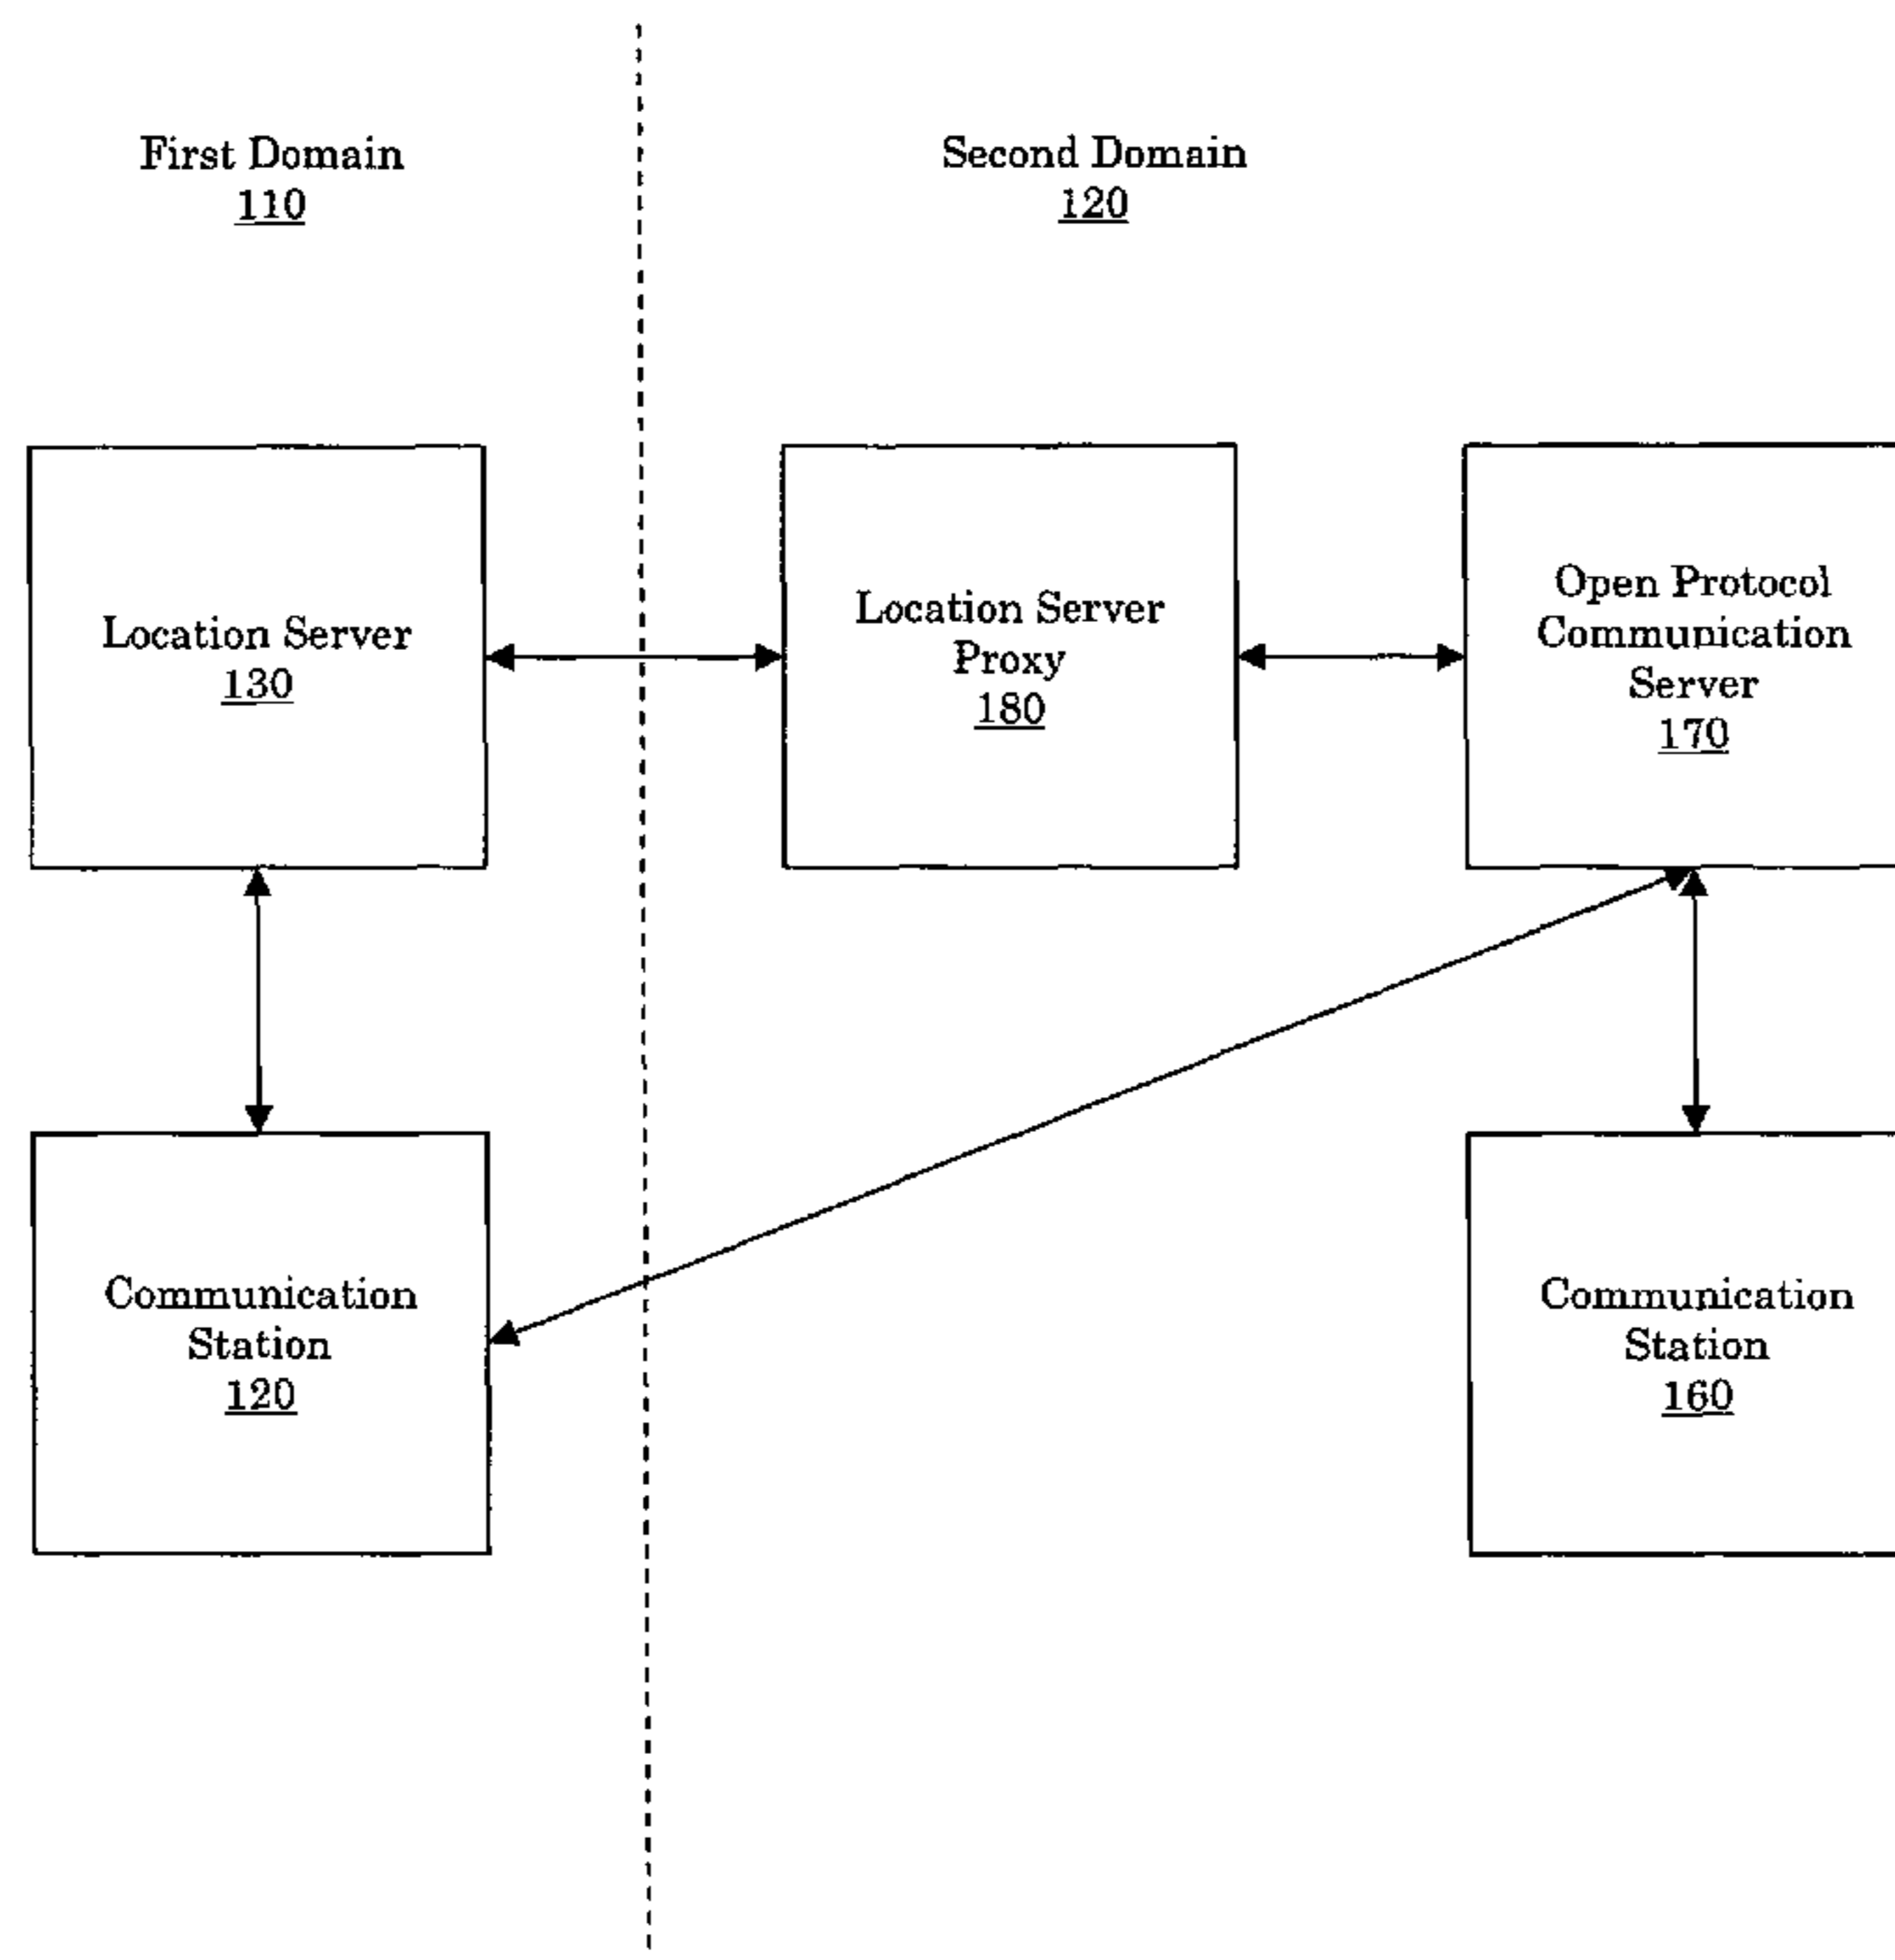 First Domain
110
Second Domain
120
Location Server
130
Location Server
Proxy
180
Open Protocol
Communication
Server
170
Communication
Station
120
Communication
Station
160